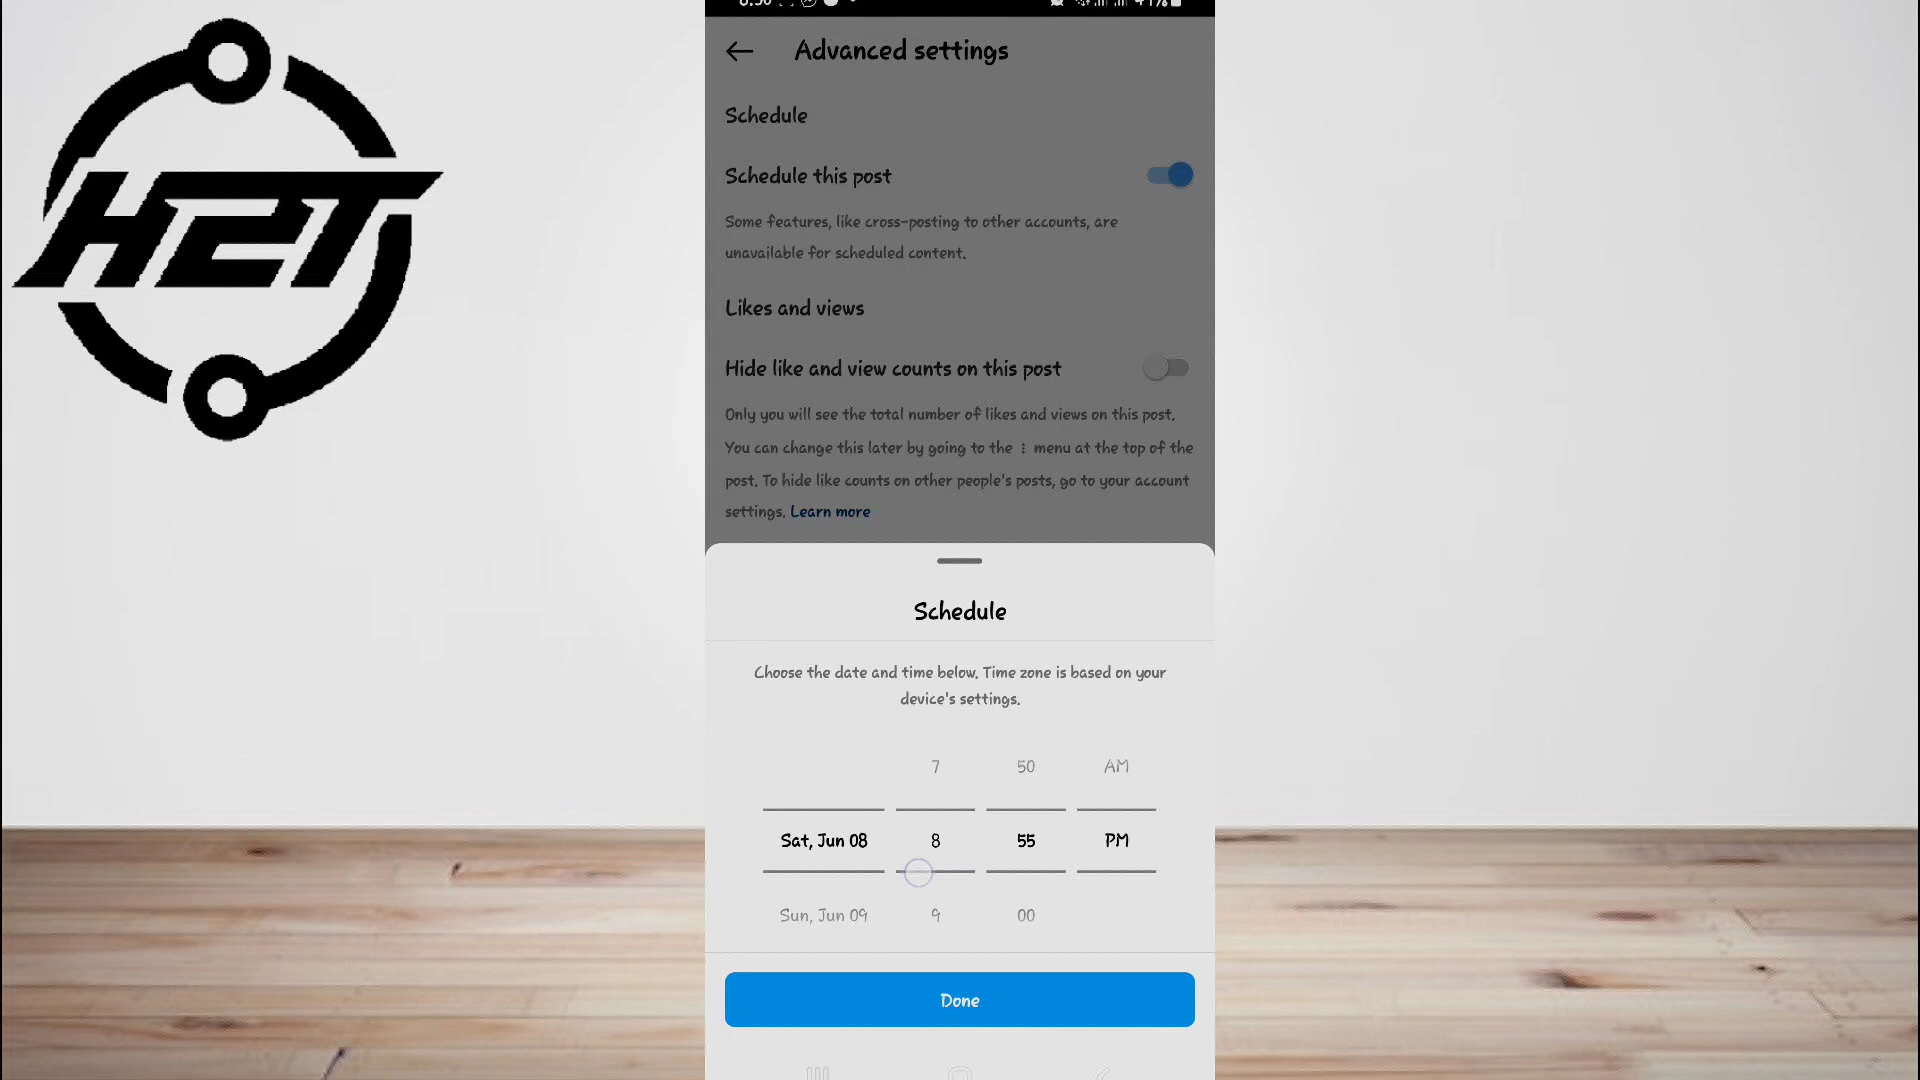 H2T
Advanced settings
Schedule
Schedule this post
Some features, like cross-posting to other accounts, are
unavailable for scheduled content.
Likes and views
Hide like and view counts on this post
Only you will see the total number of likes and views on this post.
You can change this later by going to the ⋮ menu at the top of the
post. To hide like counts on other people's posts, go to your account
settings. Learn more
Schedule
Choose the date and time below. Time zone is based on your
device's settings.
7 50 AM
Sat, Jun 08 8 55 PM
Sun, Jun 09 9 00
Done